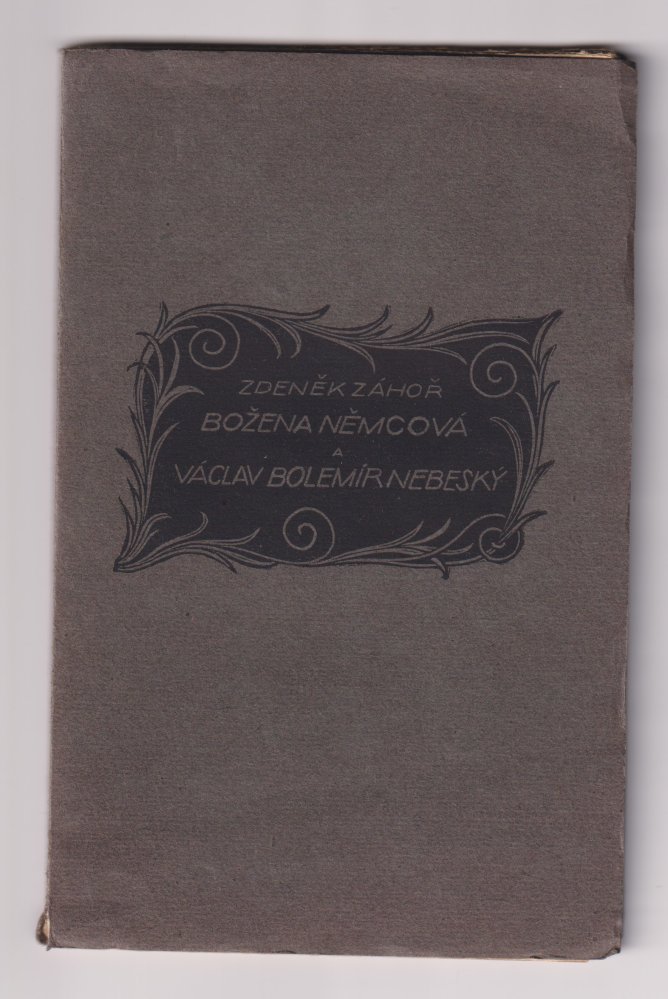 ZDENĚK ZÁHOŘ
BOŽENA NĚMCOVÁ
A
VÁCLAV BOLEMÍR NEBESKÝ